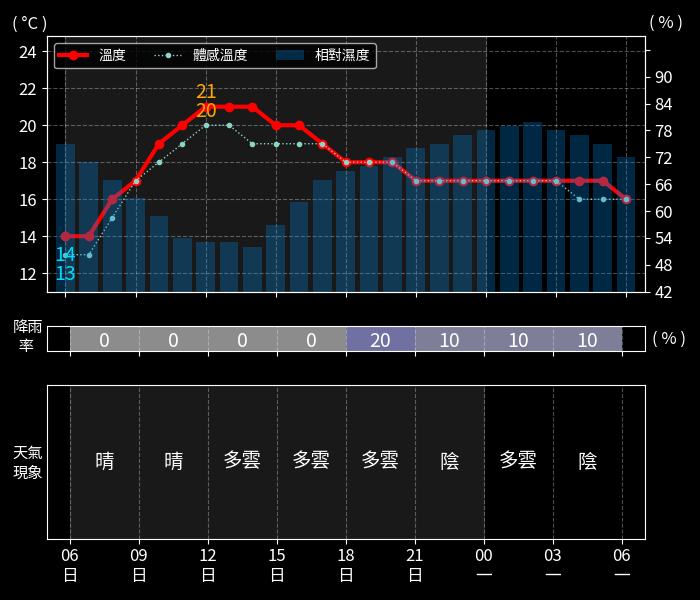 ( °C )
( % )
溫度 體感溫度 相對濕度
24
22
20
18
16
14
12
90
84
78
72
66
60
54
48
42
21
20
14
13
降雨
率
0 0 0 0 20 10 10 10
( % )
天氣
現象
晴 晴 多雲 多雲 多雲 陰 多雲 陰
06 09 12 15 18 21 00 03 06
日 日 日 日 日 日 一 一 一